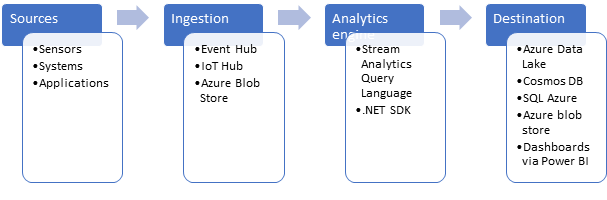 Sources
•Sensors
•Systems
•Applications
Ingestion
•Event Hub
•IoT Hub
•Azure Blob
Store
Analytics
engine
•Stream
Analytics
Query
Language
•.NET SDK
Destination
•Azure Data
Lake
•Cosmos DB
•SQL Azure
•Azure blob
store
•Dashboards
via Power BI